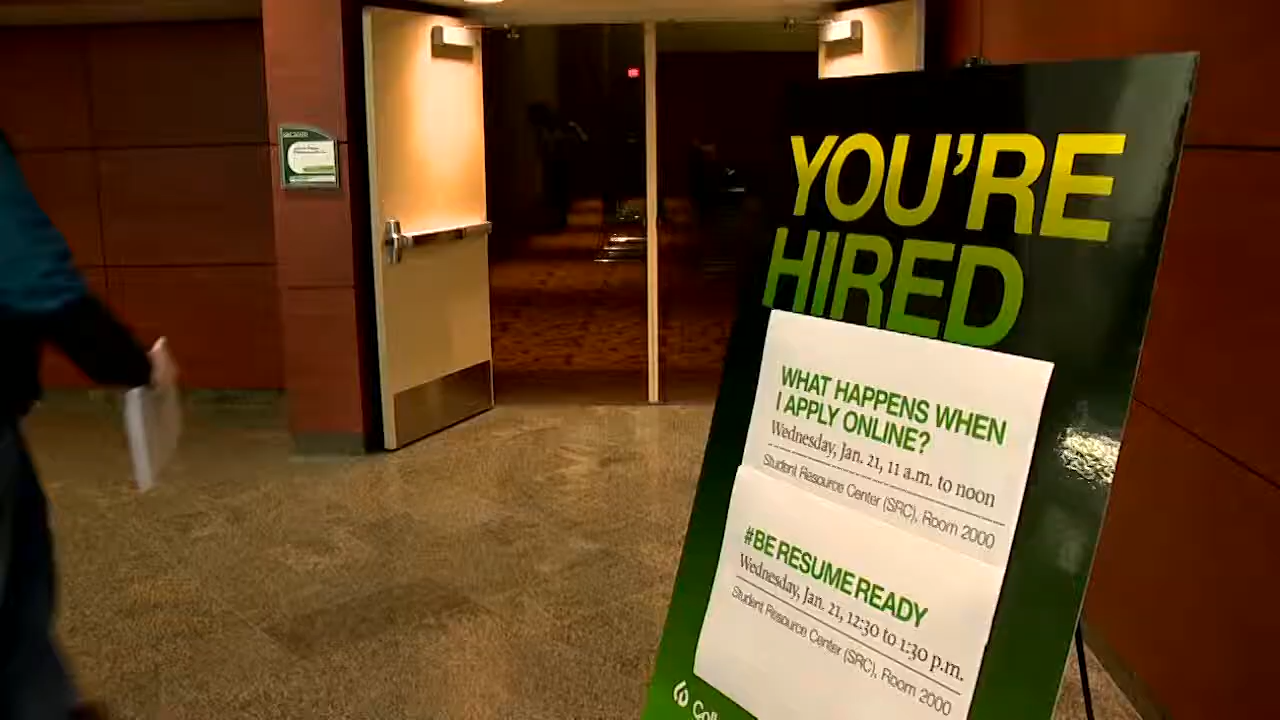 YOU'RE
HIRED
WHAT HAPPENS WHEN
I APPLY ONLINE?
Wednesday, Jan. 21, 11 a.m. to noon
Student Resource Center (SRC), Room 2000
#BE RESUME READY
Wednesday, Jan. 21, 12:30 to 1:30 p.m.
Student Resource Center (SRC), Room 2000